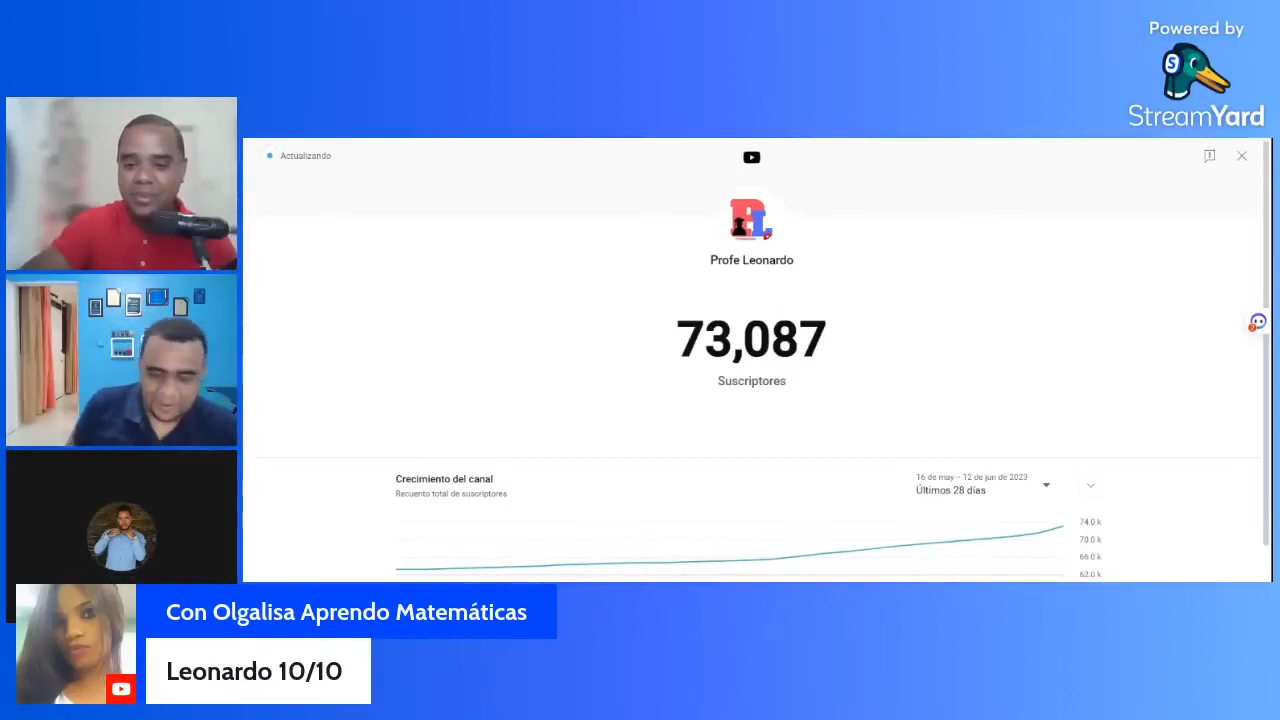 Powered by
StreamYard
Actualizando
Profe Leonardo
73,087
Suscriptores
Crecimiento del canal
Recuento total de suscriptores
16 de may – 12 de jun de 2023
Últimos 28 días
74.0 k
70.0 k
66.0 k
62.0 k
Con Olgalisa Aprendo Matemáticas
Leonardo 10/10